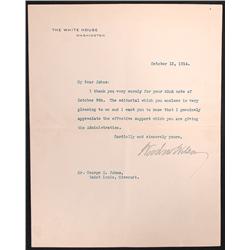 THE WHITE HOUSE
WASHINGTON
October 12, 1914.
My dear Johns:
I thank you very warmly for your kind note of
October 9th. The editorial which you enclose is very
pleasing to me and I want you to know that I genuinely
appreciate the effective support which you are giving
the Administration.
Cordially and sincerely yours,
Woodrow Wilson
Mr. George S. Johns,
Saint Louis, Missouri.